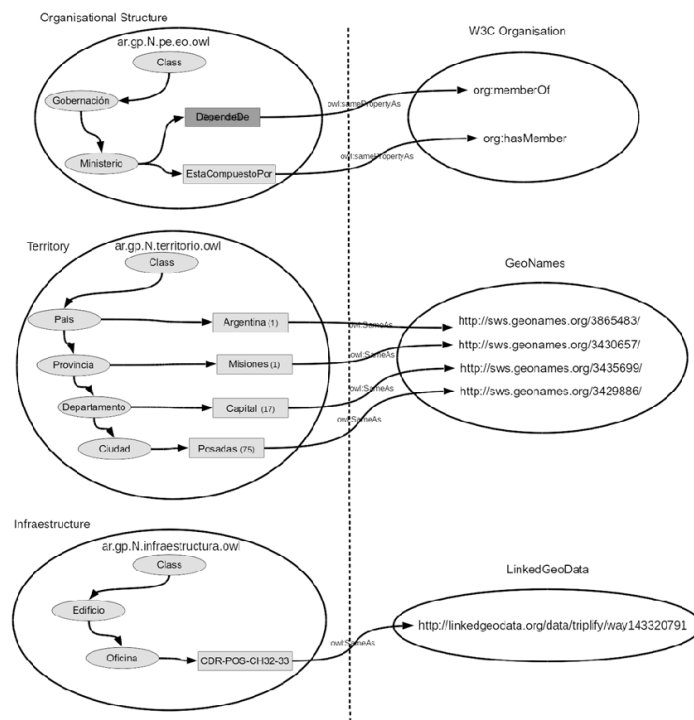 Organisational Structure
ar.gp.N.pe.eo.owl
Class
Gobernación
DependeDe
Ministerio
EstaCompuestoPor
owl:samePropertyAs
owl:samePropertyAs
W3C Organisation
org:memberOf
org:hasMember
Territory
ar.gp.N.territorio.owl
Class
País
Argentina (1)
Provincia
Misiones (1)
Departamento
Capital (17)
Ciudad
Posadas (75)
owl:SameAs
owl:SameAs
owl:SameAs
owl:SameAs
GeoNames
http://sws.geonames.org/3865483/
http://sws.geonames.org/3430657/
http://sws.geonames.org/3435699/
http://sws.geonames.org/3429886/
Infraestructure
ar.gp.N.infraestructura.owl
Class
Edificio
Oficina
CDR-POS-CH32-33
owl:SameAs
LinkedGeoData
http://linkedgeodata.org/data/triplify/way143320791